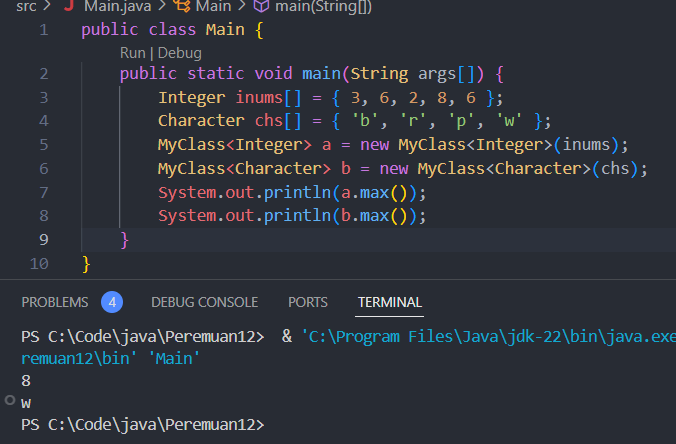 src > J Main.java > Main > main(String[])
1 public class Main {
Run | Debug
2 public static void main(String args[]) {
3 Integer inums[] = { 3, 6, 2, 8, 6 };
4 Character chs[] = { 'b', 'r', 'p', 'w' };
5 MyClass<Integer> a = new MyClass<Integer>(inums);
6 MyClass<Character> b = new MyClass<Character>(chs);
7 System.out.println(a.max());
8 System.out.println(b.max());
9 }
10 }
PROBLEMS 4 DEBUG CONSOLE PORTS TERMINAL
PS C:\Code\java\Peremuan12> & 'C:\Program Files\Java\jdk-22\bin\java.exe
remuan12\bin' 'Main'
8
w
PS C:\Code\java\Peremuan12>